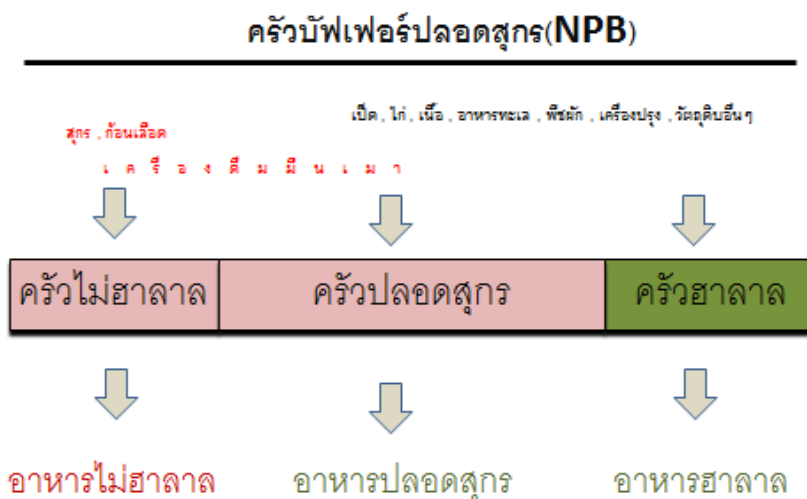 ครัวบัฟเฟอร์ปลอดสุกร(NPB)
เป็ด , ไก่ , เนื้อ , อาหารทะเล , พืชผัก , เครื่องปรุง , วัตถุดิบอื่นๆ
สุกร , ก้อนเลือด
เ ค รื่ อ ง ดื่ ม มึ น เ ม า
ครัวไม่ฮาลาล ครัวปลอดสุกร ครัวฮาลาล
อาหารไม่ฮาลาล อาหารปลอดสุกร อาหารฮาลาล